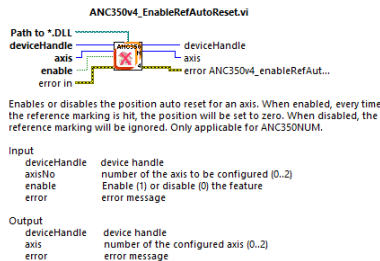 ANC350v4_EnableRefAutoReset.vi
Path to *.DLL
deviceHandle
axis
enable
error in
ANC350
deviceHandle
axis
error ANC350v4_enableRefAut...
Enables or disables the position auto reset for an axis. When enabled, every time
the reference marking is hit, the position will be set to zero. When disabled, the
reference marking will be ignored. Only applicable for ANC350NUM.
Input
deviceHandle device handle
axisNo number of the axis to be configured (0..2)
enable Enable (1) or disable (0) the feature
error error message
Output
deviceHandle device handle
axis number of the configured axis (0..2)
error error message